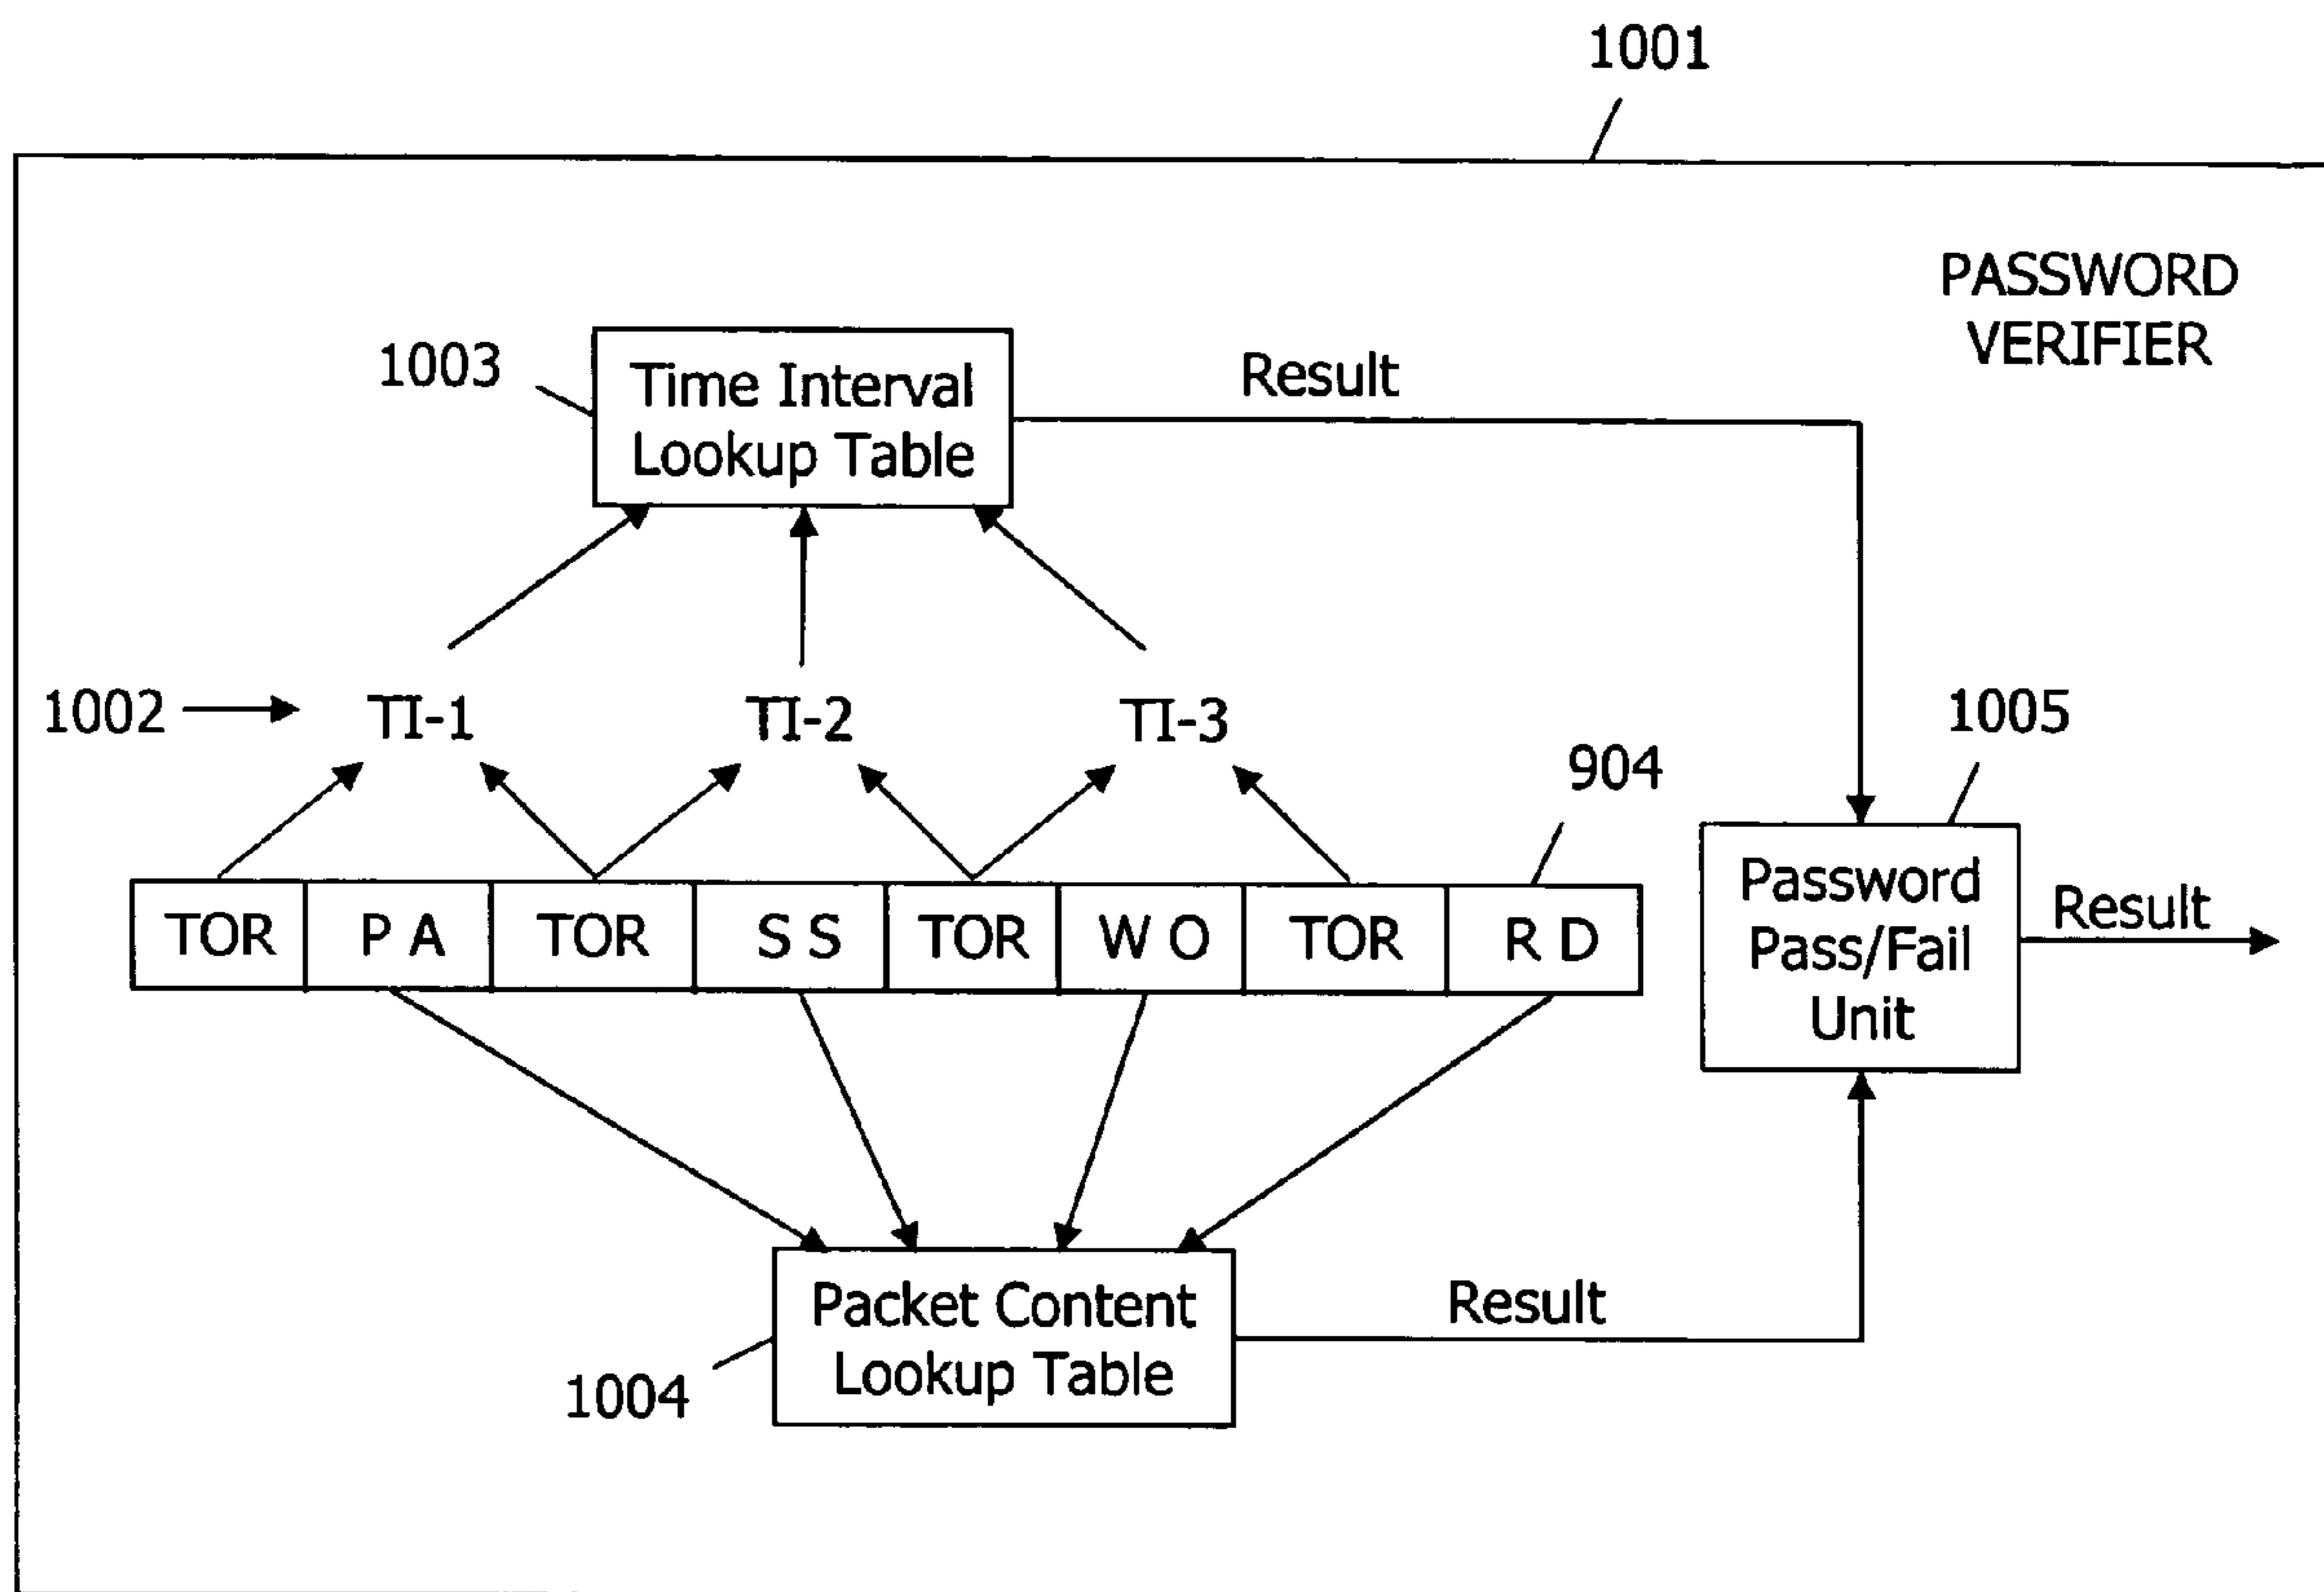 1001
PASSWORD
VERIFIER
1003
Time Interval
Lookup Table
Result
1002
TI-1
TI-2
TI-3
904
1005
TOR
P A
TOR
S S
TOR
W O
TOR
R D
Password
Pass/Fail
Unit
Result
Packet Content
Lookup Table
1004
Result